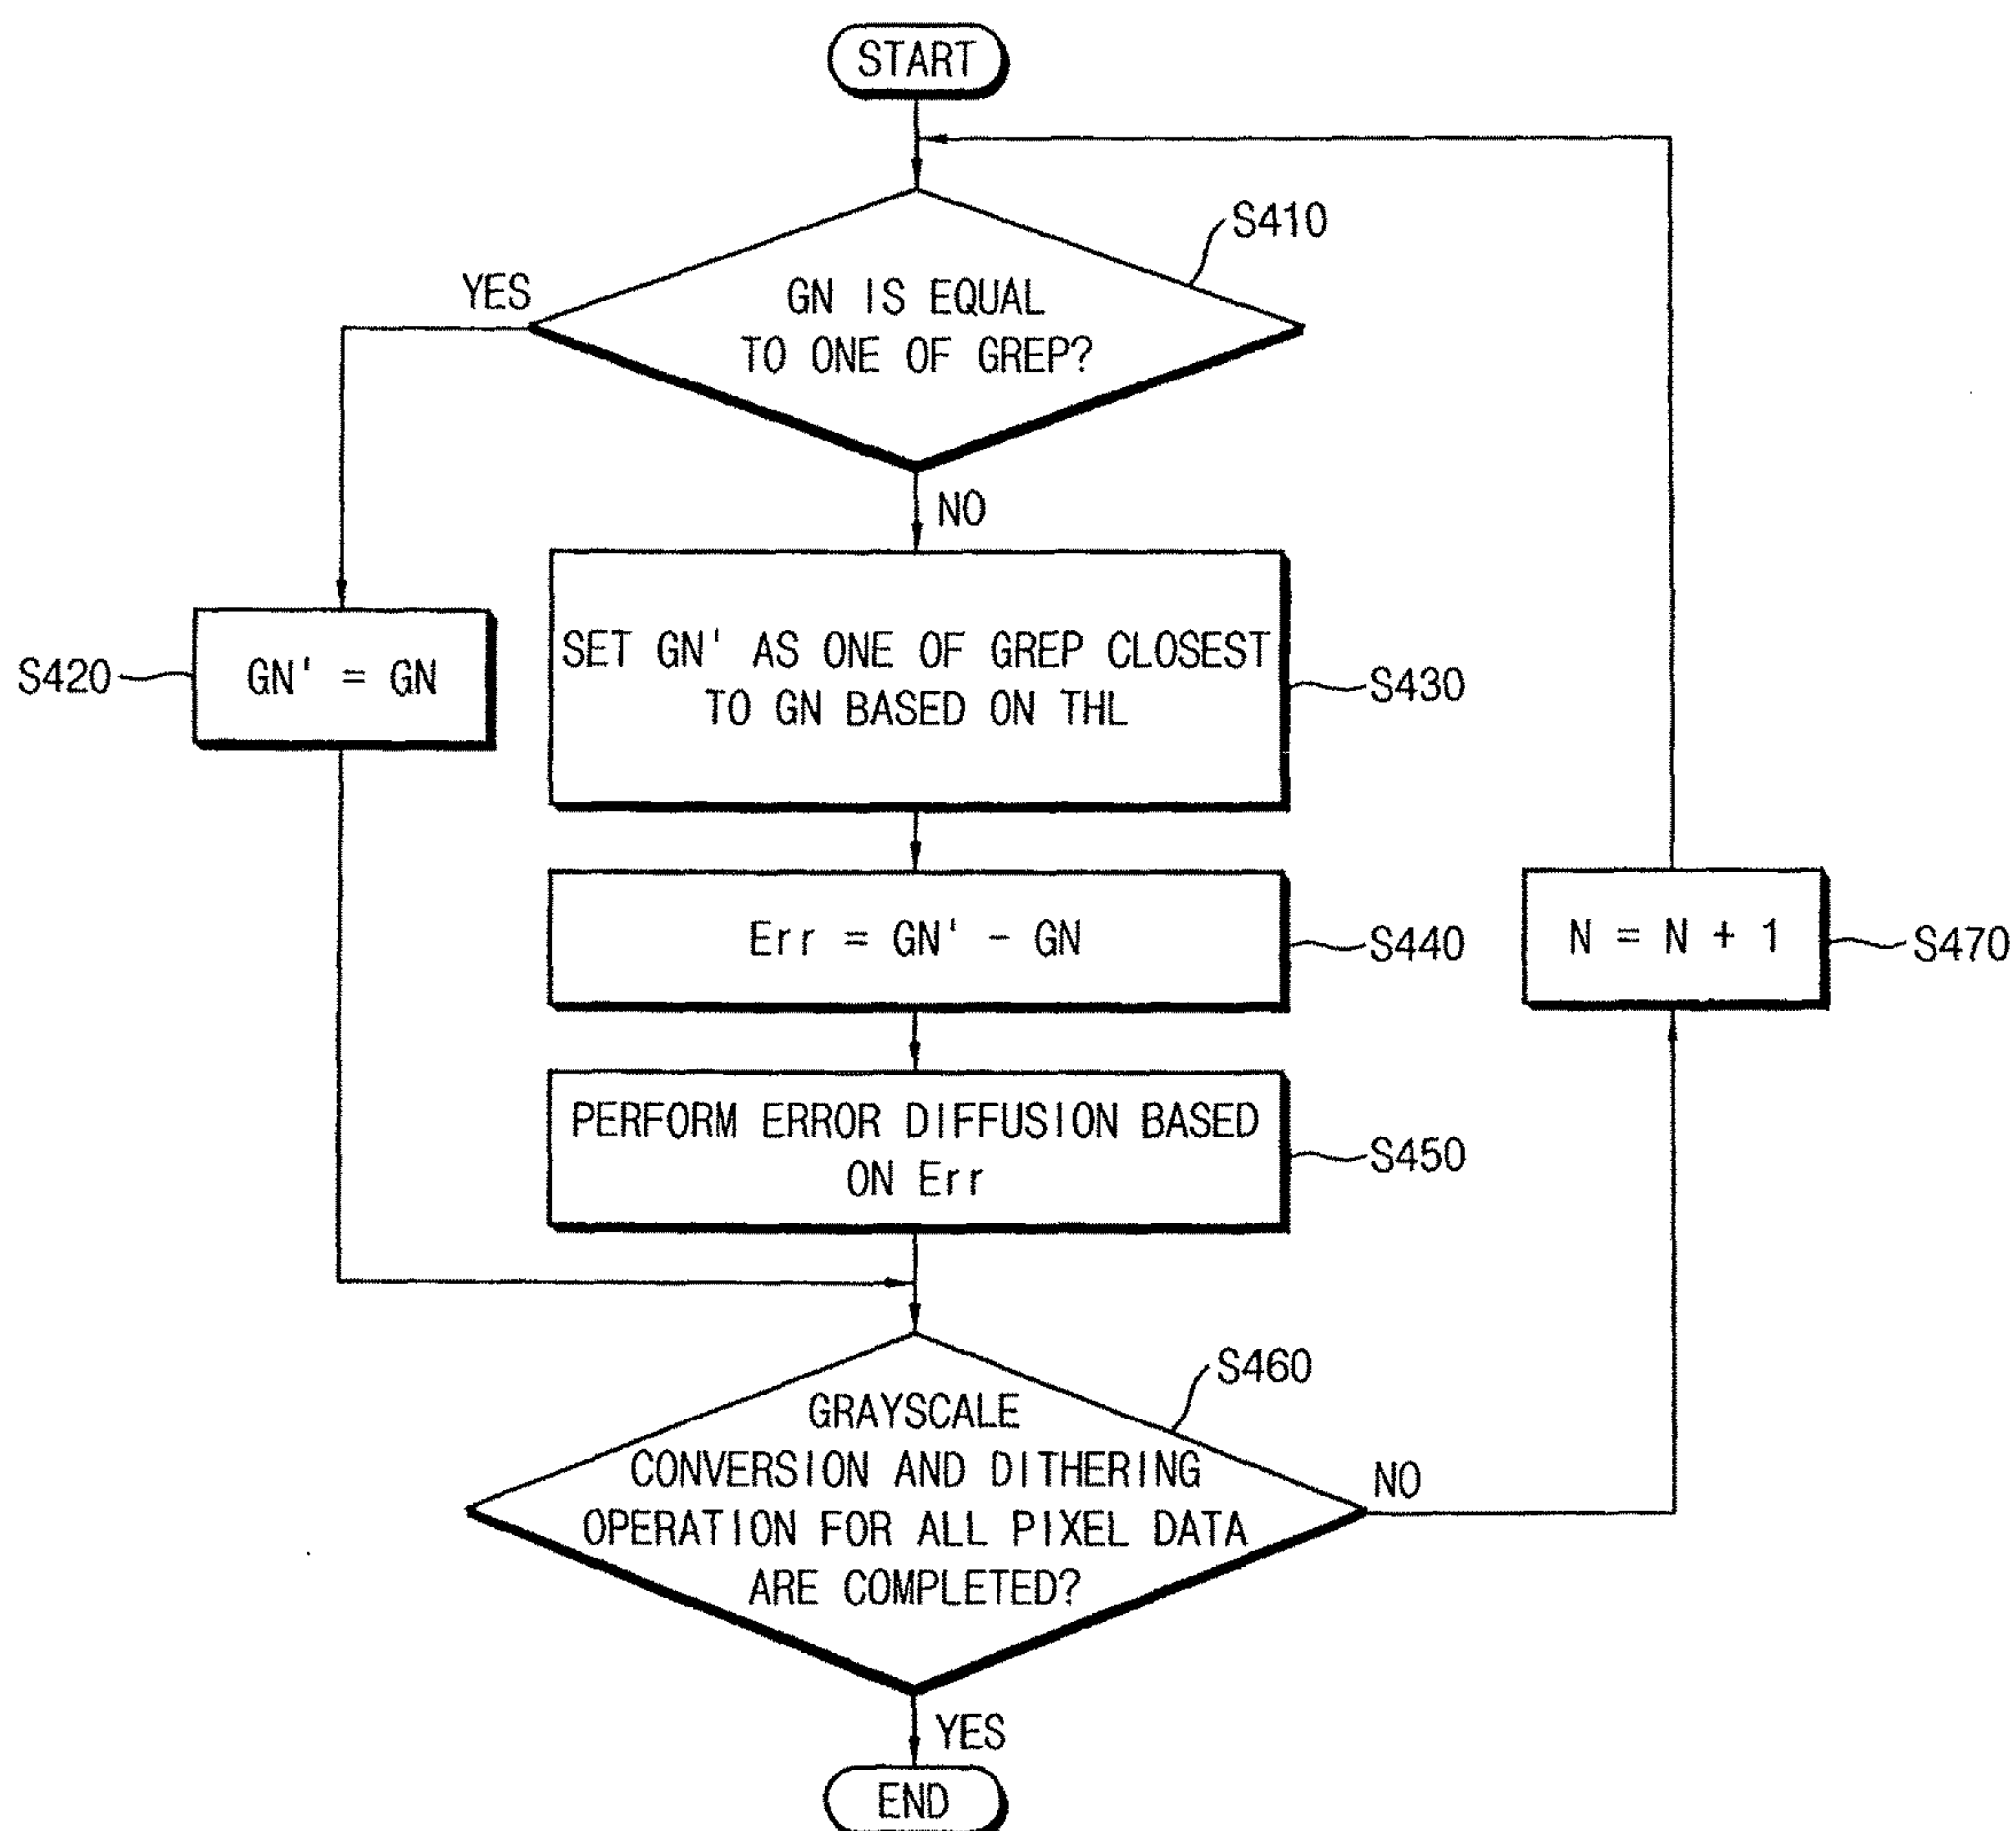 START
S410
YES
GN IS EQUAL
TO ONE OF GREP?
NO
SET GN' AS ONE OF GREP CLOSEST
TO GN BASED ON THL
S430
S420
GN' = GN
Err = GN' - GN
S440
N = N + 1
S470
PERFORM ERROR DIFFUSION BASED
ON Err
S450
S460
GRAYSCALE
CONVERSION AND DITHERING
OPERATION FOR ALL PIXEL DATA
ARE COMPLETED?
NO
YES
END